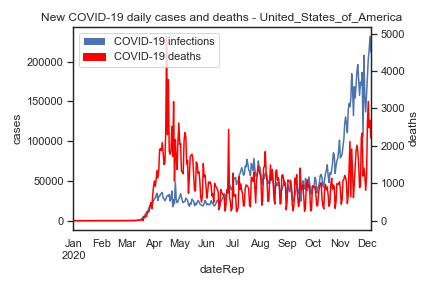 New COVID-19 daily cases and deaths - United_States_of_America
COVID-19 infections
COVID-19 deaths
200000
150000
100000
50000
0
cases
5000
4000
3000
2000
1000
0
deaths
Jan Feb Mar Apr May Jun Jul Aug Sep Oct Nov Dec
2020
dateRep